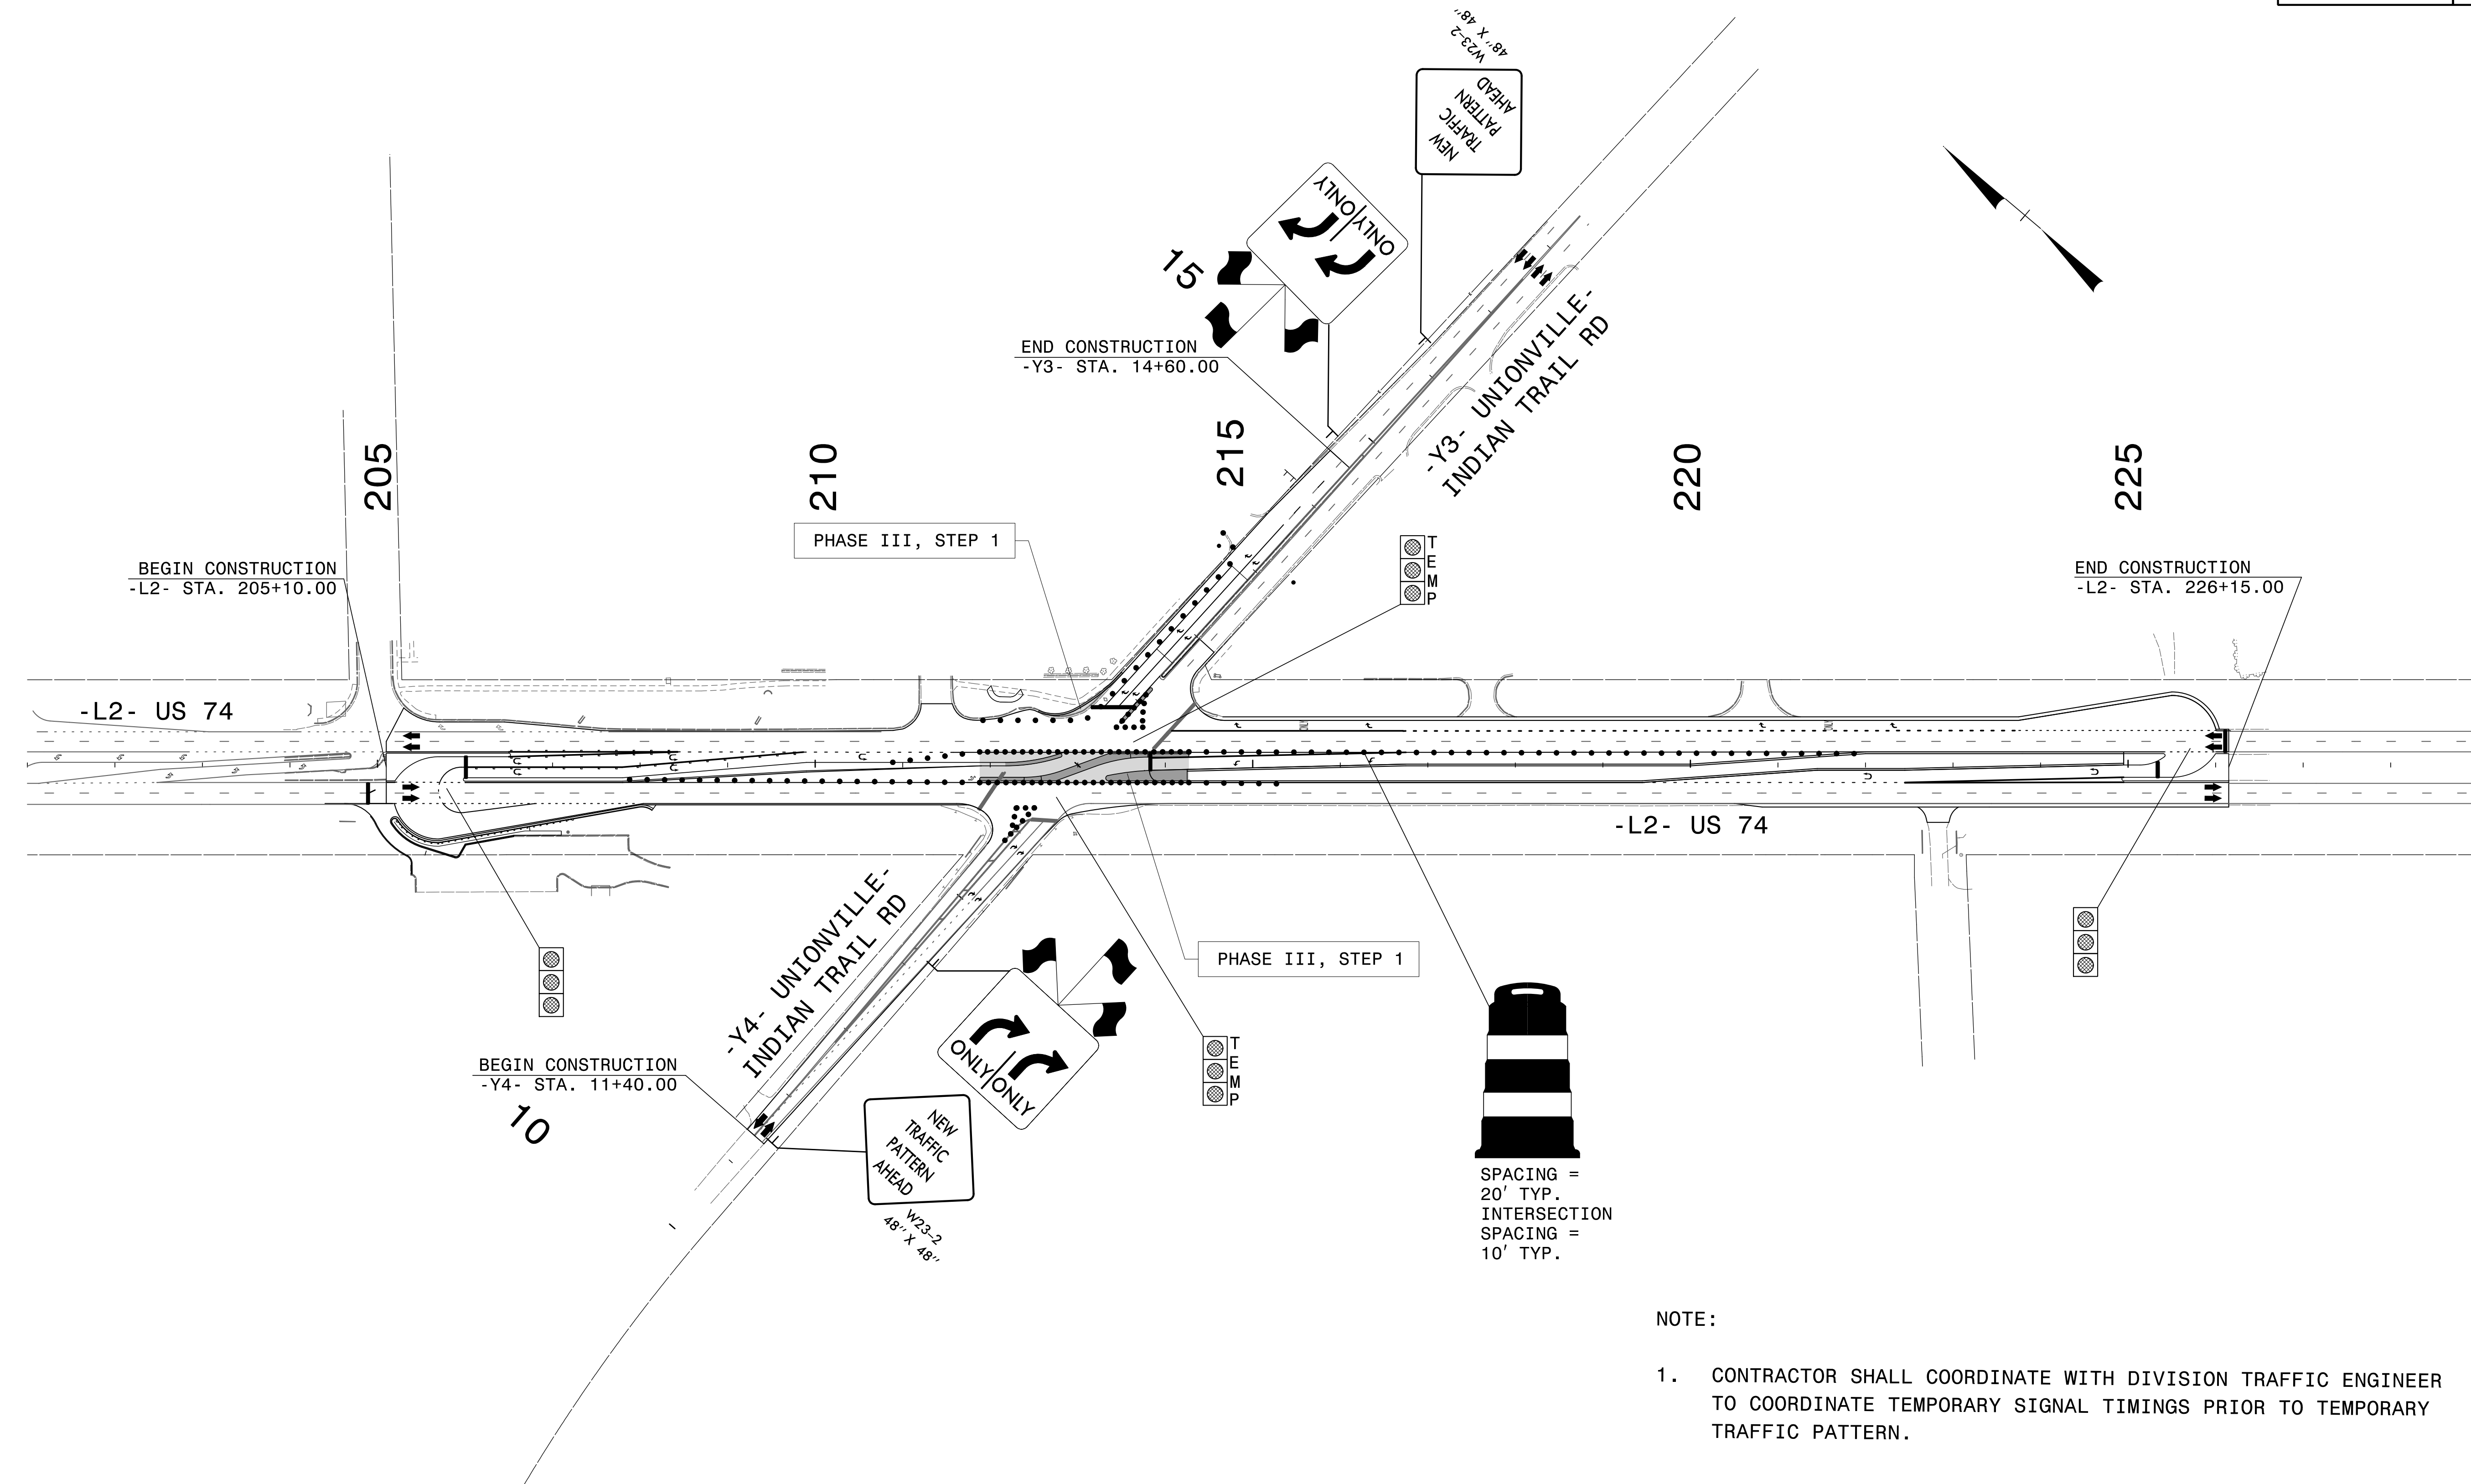 W23-2
48'' X 48''
NEW
TRAFFIC
PATTERN
AHEAD
ONLY
ONLY
15
END CONSTRUCTION
-Y3- STA. 14+60.00
-Y3- UNIONVILLE-
INDIAN TRAIL RD
205
210
215
220
225
PHASE III, STEP 1
T
E
M
P
BEGIN CONSTRUCTION
-L2- STA. 205+10.00
END CONSTRUCTION
-L2- STA. 226+15.00
-L2- US 74
-L2- US 74
-Y4- UNIONVILLE-
INDIAN TRAIL RD
PHASE III, STEP 1
BEGIN CONSTRUCTION
-Y4- STA. 11+40.00
10
ONLY
ONLY
T
E
M
P
NEW
TRAFFIC
PATTERN
AHEAD
W23-2
48'' X 48''
SPACING =
20' TYP.
INTERSECTION
SPACING =
10' TYP.
NOTE:
1. CONTRACTOR SHALL COORDINATE WITH DIVISION TRAFFIC ENGINEER
TO COORDINATE TEMPORARY SIGNAL TIMINGS PRIOR TO TEMPORARY
TRAFFIC PATTERN.